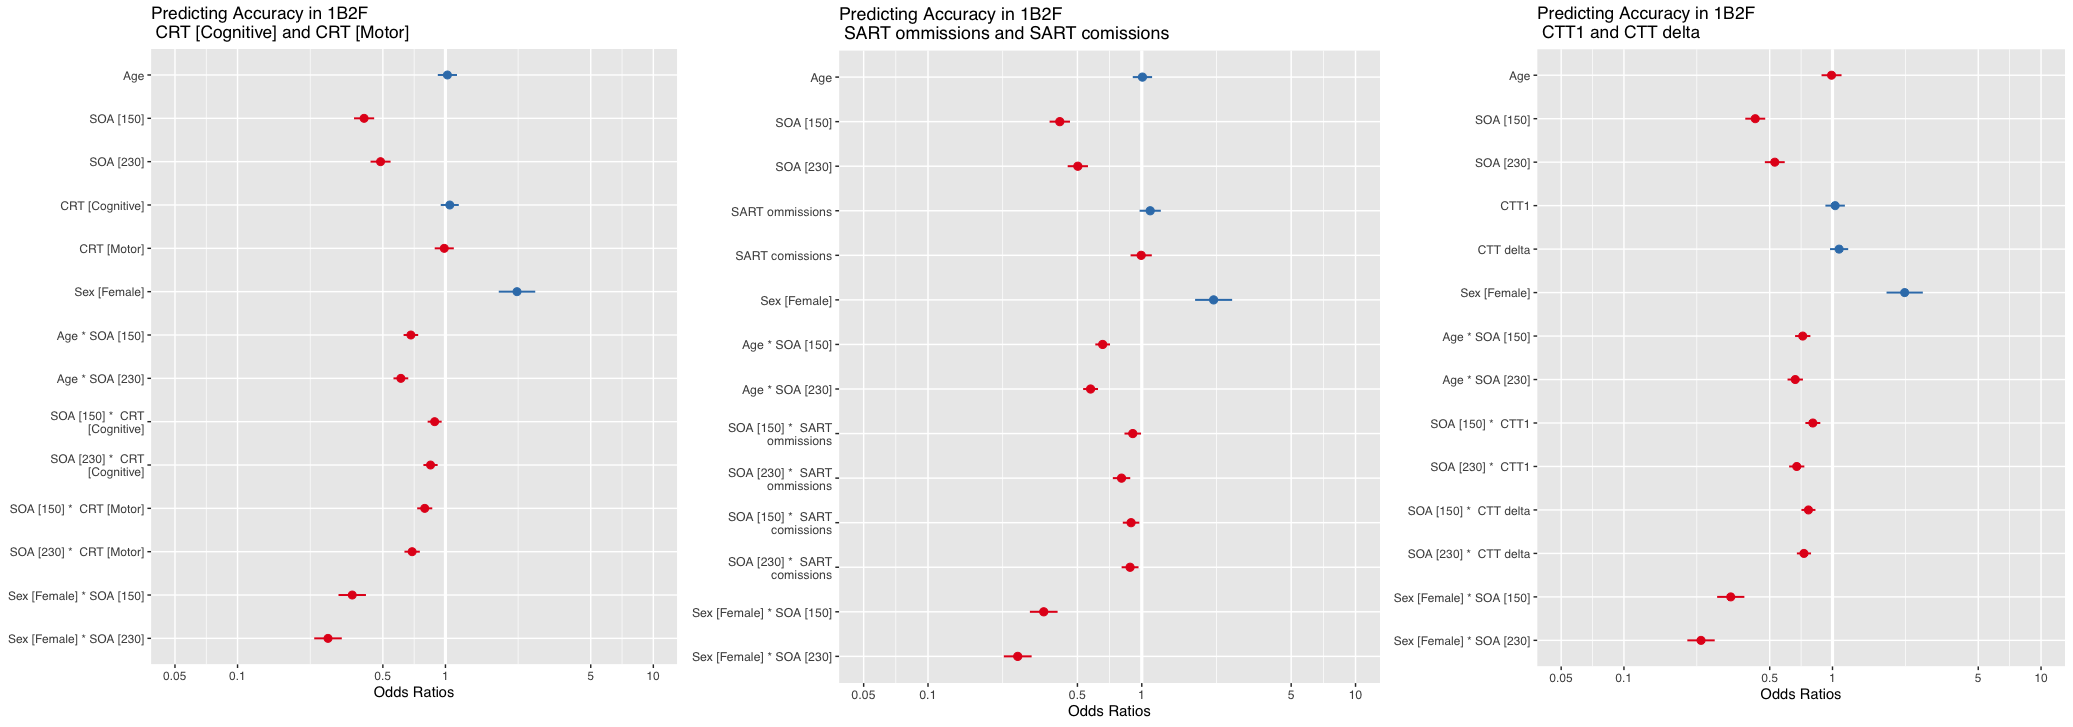 Predicting Accuracy in 1B2F
CRT [Cognitive] and CRT [Motor]
Age
SOA [150]
SOA [230]
CRT [Cognitive]
CRT [Motor]
Sex [Female]
Age * SOA [150]
Age * SOA [230]
SOA [150] * CRT
[Cognitive]
SOA [230] * CRT
[Cognitive]
SOA [150] * CRT [Motor]
SOA [230] * CRT [Motor]
Sex [Female] * SOA [150]
Sex [Female] * SOA [230]
0.05 0.1 0.5 1 5 10
Odds Ratios
Predicting Accuracy in 1B2F
SART ommissions and SART comissions
Age
SOA [150]
SOA [230]
SART ommissions
SART comissions
Sex [Female]
Age * SOA [150]
Age * SOA [230]
SOA [150] * SART
ommissions
SOA [230] * SART
ommissions
SOA [150] * SART
comissions
SOA [230] * SART
comissions
Sex [Female] * SOA [150]
Sex [Female] * SOA [230]
0.05 0.1 0.5 1 5 10
Odds Ratios
Predicting Accuracy in 1B2F
CTT1 and CTT delta
Age
SOA [150]
SOA [230]
CTT1
CTT delta
Sex [Female]
Age * SOA [150]
Age * SOA [230]
SOA [150] * CTT1
SOA [230] * CTT1
SOA [150] * CTT delta
SOA [230] * CTT delta
Sex [Female] * SOA [150]
Sex [Female] * SOA [230]
0.05 0.1 0.5 1 5 10
Odds Ratios